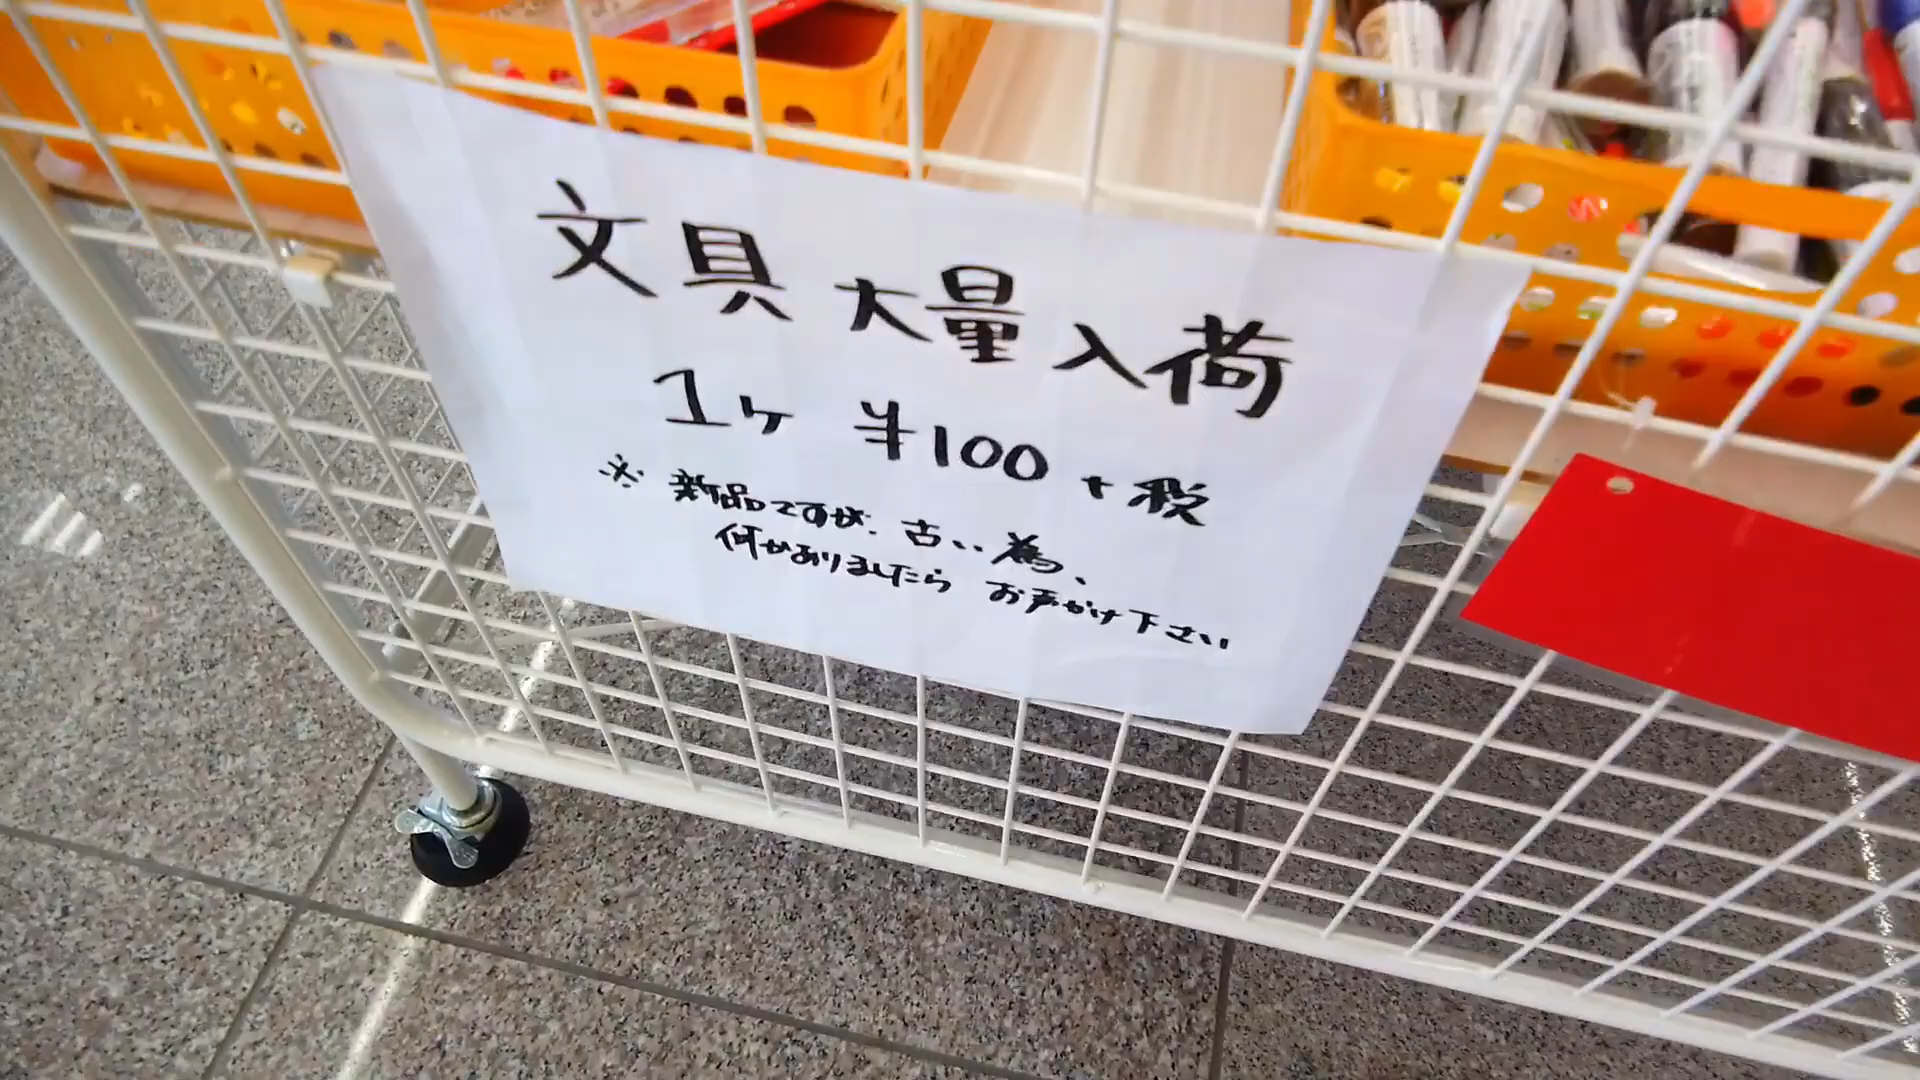 文具大量入荷
1ヶ ¥100 +税
※ 新品ですが、古い為、
何かありましたら お声かけ下さい